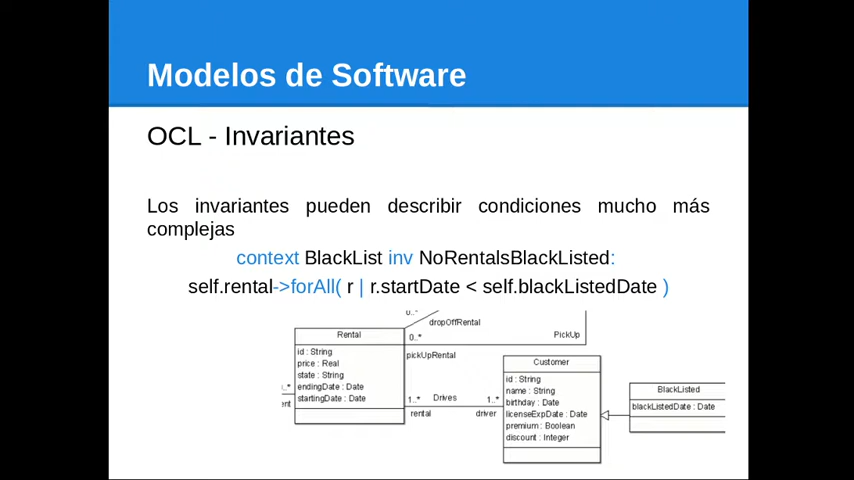 Modelos de Software
OCL - Invariantes
Los invariantes pueden describir condiciones mucho más
complejas
context BlackList inv NoRentalsBlackListed:
self.rental->forAll( r | r.startDate < self.blackListedDate )
0..*
dropOffRental
Rental
0..*
PickUp
id : String
price : Real
state : String
endingDate : Date
startingDate : Date
pickUpRental
..*
ent
1..*
Drives
1..*
rental
driver
Customer
id : String
name : String
birthday : Date
licenseExpDate : Date
premium : Boolean
discount : Integer
BlackListed
blackListedDate : Date